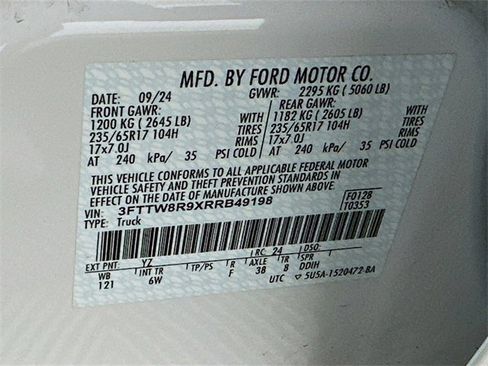 MFD. BY FORD MOTOR CO.
DATE: 09/24 GVWR: 2295 KG ( 5060 LB)
FRONT GAWR: REAR GAWR:
1200 KG ( 2645 LB) WITH 1182 KG ( 2605 LB) WITH
235/65R17 104H TIRES 235/65R17 104H TIRES
17x7.0J RIMS 17x7.0J RIMS
AT 240 kPa/ 35 PSI COLD AT 240 kPa/ 35 PSI COLD
THIS VEHICLE CONFORMS TO ALL APPLICABLE FEDERAL MOTOR
VEHICLE SAFETY AND THEFT PREVENTION STANDARDS IN
EFFECT ON THE DATE OF MANUFACTURE SHOWN ABOVE.
VIN: 3FTTW8R9XRRB49198 F0128
TYPE: Truck T0353
EXT PNT: YZ RC: 24 DSO:
WB INT TR TP/PS R AXLE TR SPR
121 6W F 38 8 DDIH
UTC 5U5A-1520472-BA